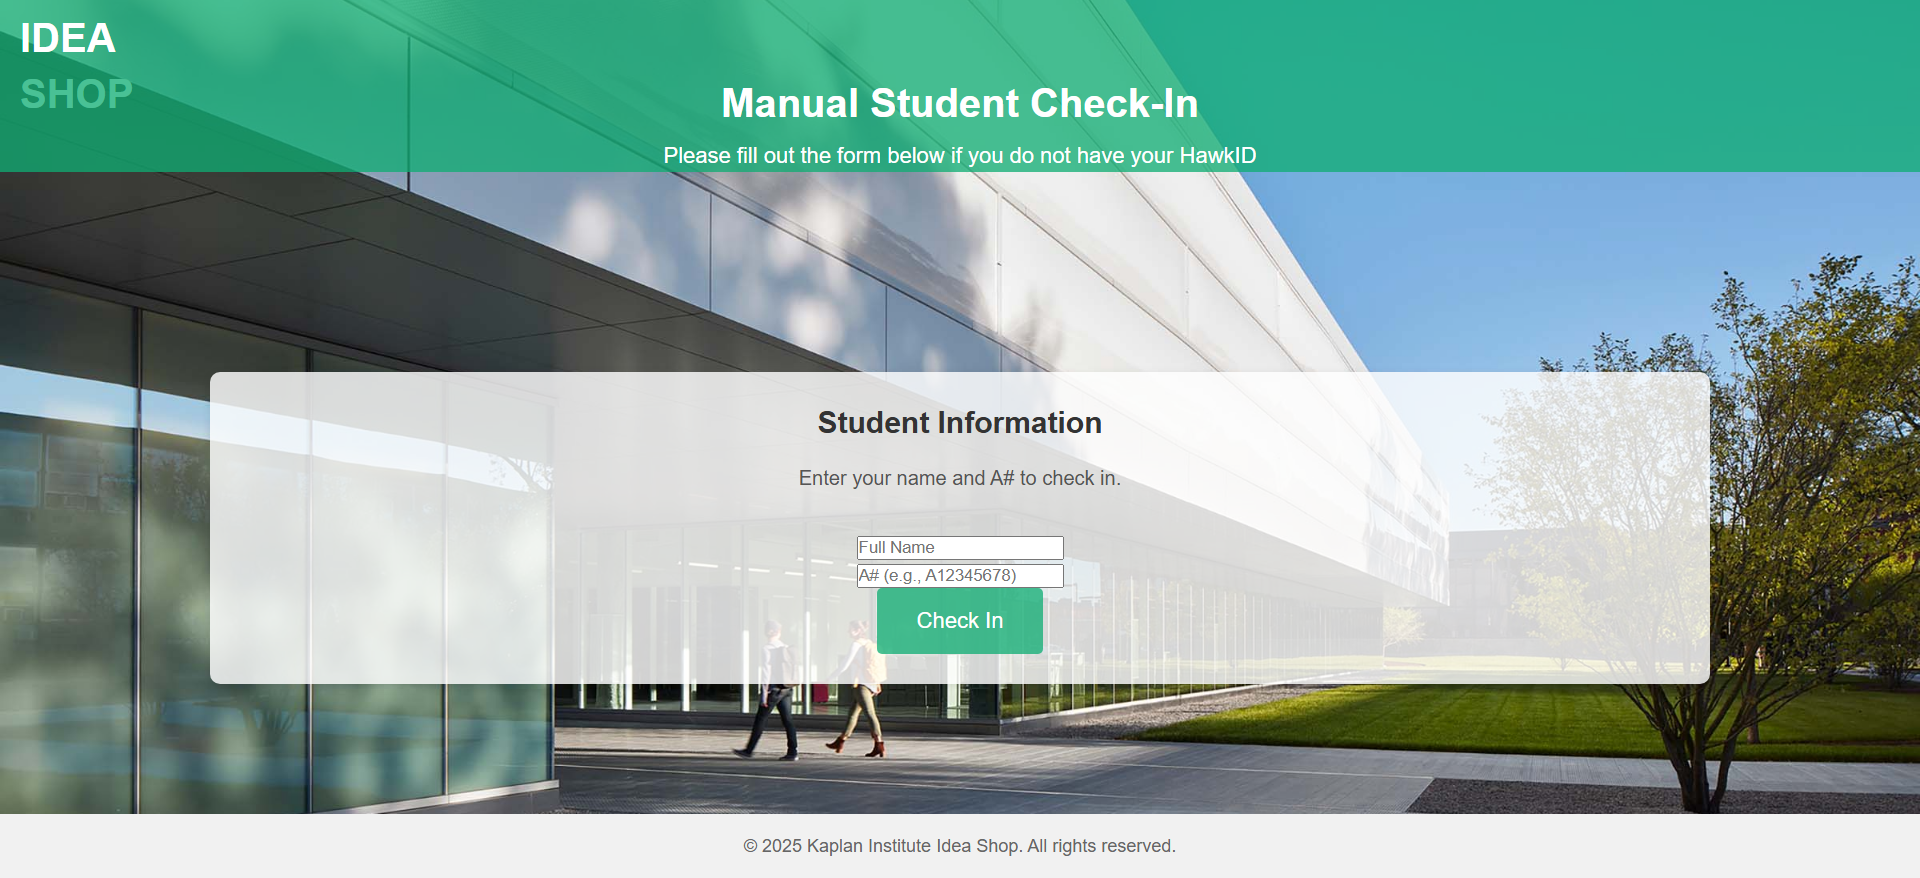 IDEA
SHOP
Manual Student Check-In
Please fill out the form below if you do not have your HawkID
Student Information
Enter your name and A# to check in.
Full Name
A# (e.g., A12345678)
Check In
© 2025 Kaplan Institute Idea Shop. All rights reserved.